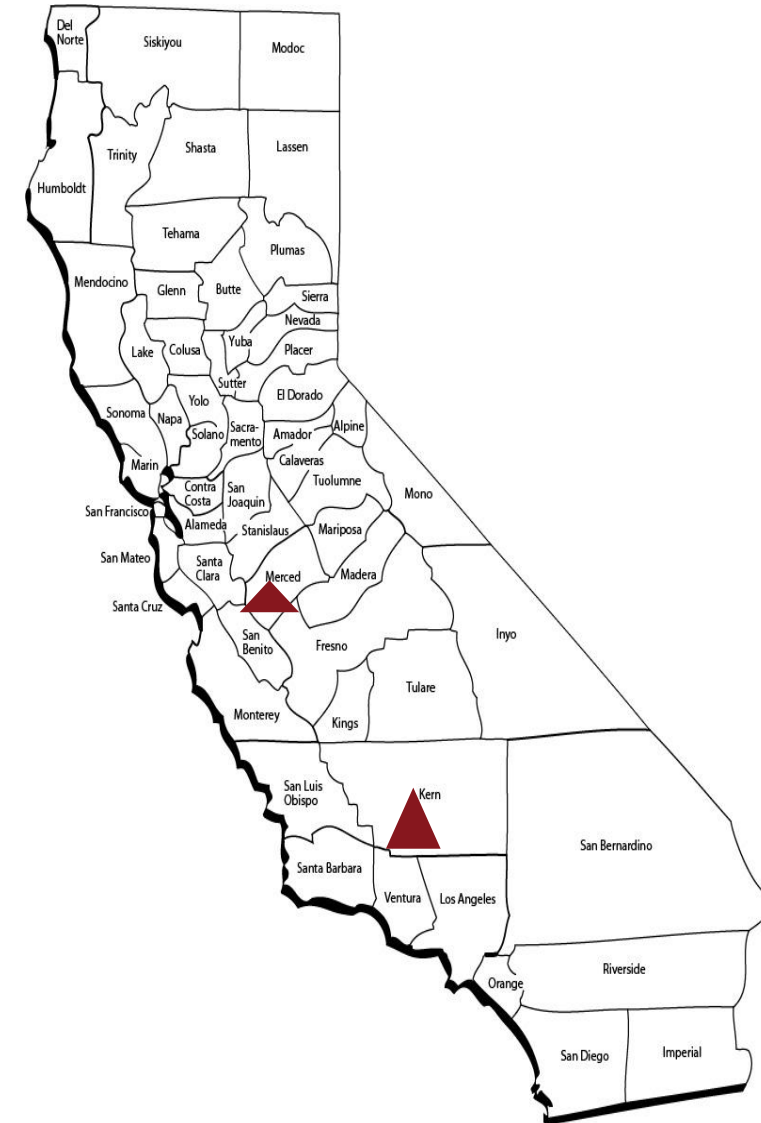 Del
Norte
Siskiyou
Modoc
Trinity
Shasta
Lassen
Humboldt
Tehama
Plumas
Mendocino
Glenn
Butte
Sierra
Nevada
Lake
Colusa
Yuba
Placer
Sutter
El Dorado
Sonoma
Napa
Yolo
Solano
Sacra-
mento
Amador
Alpine
Calaveras
Marin
Contra
Costa
San
Joaquin
Tuolumne
Mono
San Francisco
Alameda
Stanislaus
Mariposa
San Mateo
Santa
Clara
Merced
Madera
Santa Cruz
San
Benito
Fresno
Inyo
Monterey
Kings
Tulare
San Luis
Obispo
Kern
San Bernardino
Santa Barbara
Ventura
Los Angeles
Orange
Riverside
San Diego
Imperial